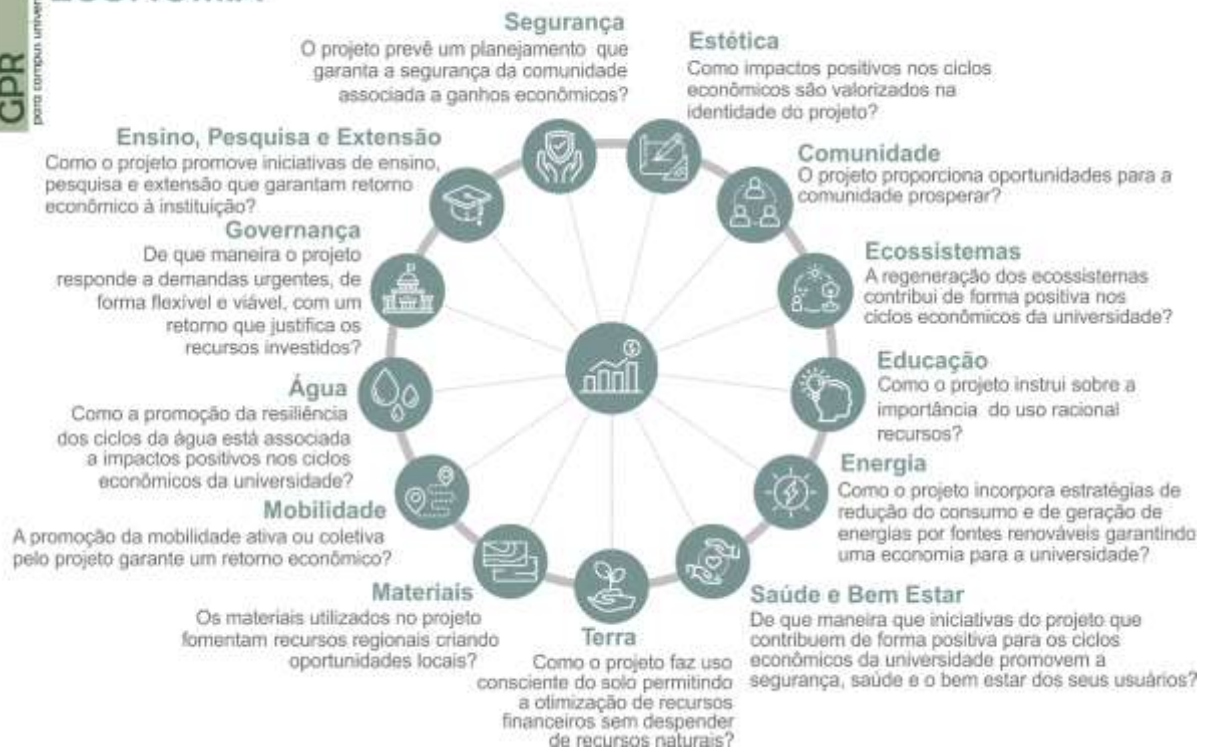 GPR
para campus univer
Segurança
O projeto prevê um planejamento que
garanta a segurança da comunidade
associada a ganhos econômicos?
Estética
Como impactos positivos nos ciclos
econômicos são valorizados na
identidade do projeto?
Ensino, Pesquisa e Extensão
Como o projeto promove iniciativas de ensino,
pesquisa e extensão que garantam retorno
econômico à instituição?
Comunidade
O projeto proporciona oportunidades para a
comunidade prosperar?
Governança
De que maneira o projeto
responde a demandas urgentes, de
forma flexível e viável, com um
retorno que justifica os
recursos investidos?
Ecossistemas
A regeneração dos ecossistemas
contribui de forma positiva nos
ciclos econômicos da universidade?
Educação
Como o projeto instrui sobre a
importância do uso racional
recursos?
Água
Como a promoção da resiliência
dos ciclos da água está associada
a impactos positivos nos ciclos
econômicos da universidade?
Energia
Como o projeto incorpora estratégias de
redução do consumo e de geração de
energias por fontes renováveis garantindo
uma economia para a universidade?
Mobilidade
A promoção da mobilidade ativa ou coletiva
pelo projeto garante um retorno econômico?
Materiais
Os materiais utilizados no projeto
fomentam recursos regionais criando
oportunidades locais?
Saúde e Bem Estar
De que maneira que iniciativas do projeto que
contribuem de forma positiva para os ciclos
econômicos da universidade promovem a
segurança, saúde e o bem estar dos seus usuários?
Terra
Como o projeto faz uso
consciente do solo permitindo
a otimização de recursos
financeiros sem despender
de recursos naturais?